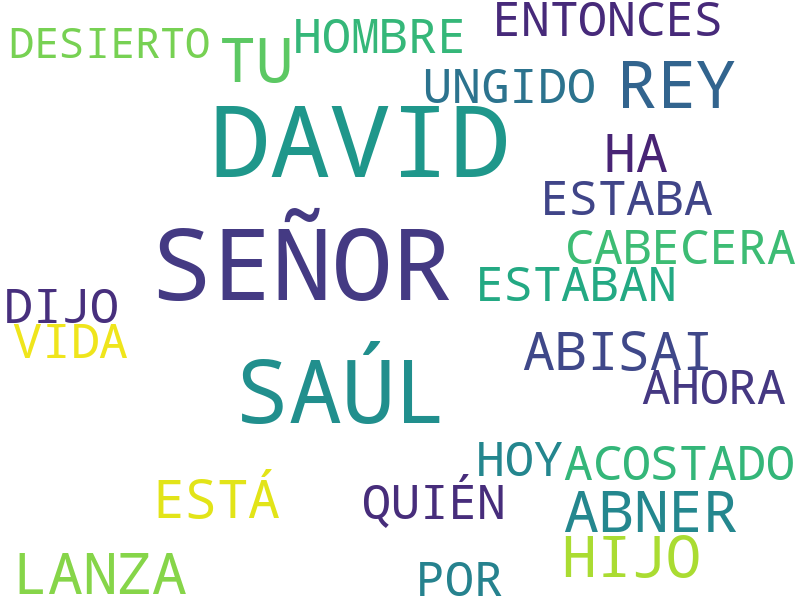 ENTONCES
DESIERTO
HOMBRE
TU
UNGIDO
REY
DAVID
HA
ESTABA
SEÑOR
CABECERA
ESTABAN
DIJO
VIDA
ABISAI
SAÚL
AHORA
HOY
ACOSTADO
ESTÁ
QUIÉN
ABNER
HIJO
LANZA
POR